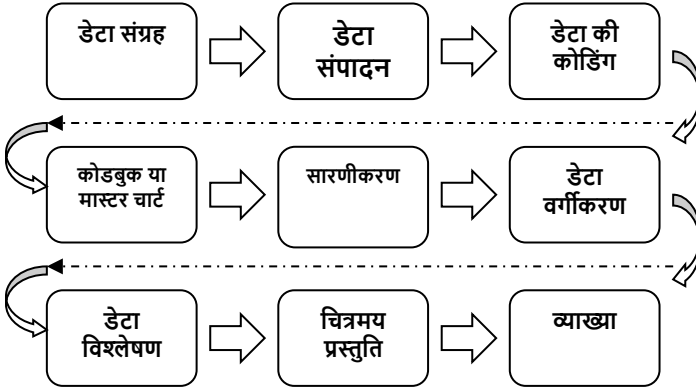 डेटा संग्रह
डेटा
संपादन
डेटा की
कोडिंग
कोडबुक या
मास्टर चार्ट
सारणीकरण
डेटा
वर्गीकरण
डेटा
विश्लेषण
चित्रमय
प्रस्तुति
व्याख्या